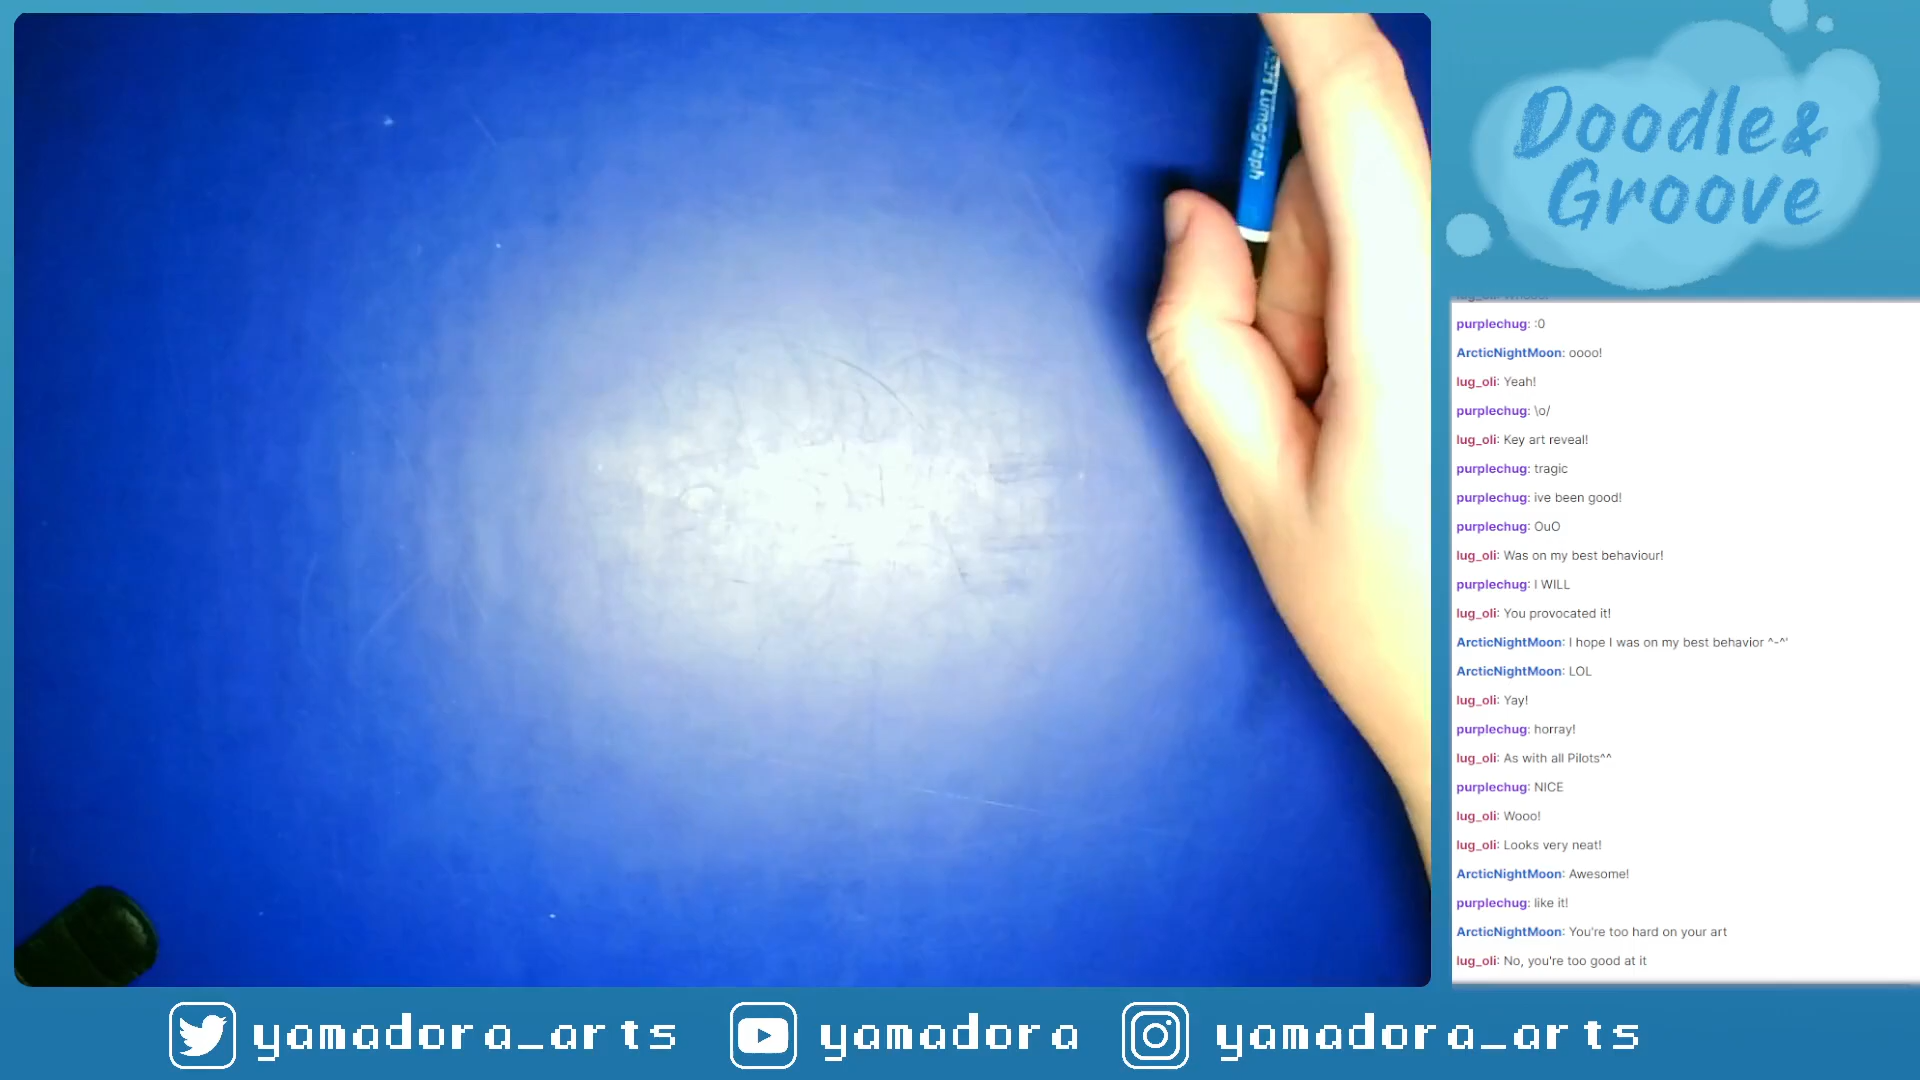 Lumograph
Doodle&
Groove
purplechug: :0
ArcticNightMoon: oooo!
lug_oli: Yeah!
purplechug: \o/
lug_oli: Key art reveal!
purplechug: tragic
purplechug: ive been good!
purplechug: OuO
lug_oli: Was on my best behaviour!
purplechug: I WILL
lug_oli: You provocated it!
ArcticNightMoon: I hope I was on my best behavior ^-^'
ArcticNightMoon: LOL
lug_oli: Yay!
purplechug: horray!
lug_oli: As with all Pilots^^
purplechug: NICE
lug_oli: Wooo!
lug_oli: Looks very neat!
ArcticNightMoon: Awesome!
purplechug: like it!
ArcticNightMoon: You're too hard on your art
lug_oli: No, you're too good at it
yamadora_arts yamadora yamadora_arts